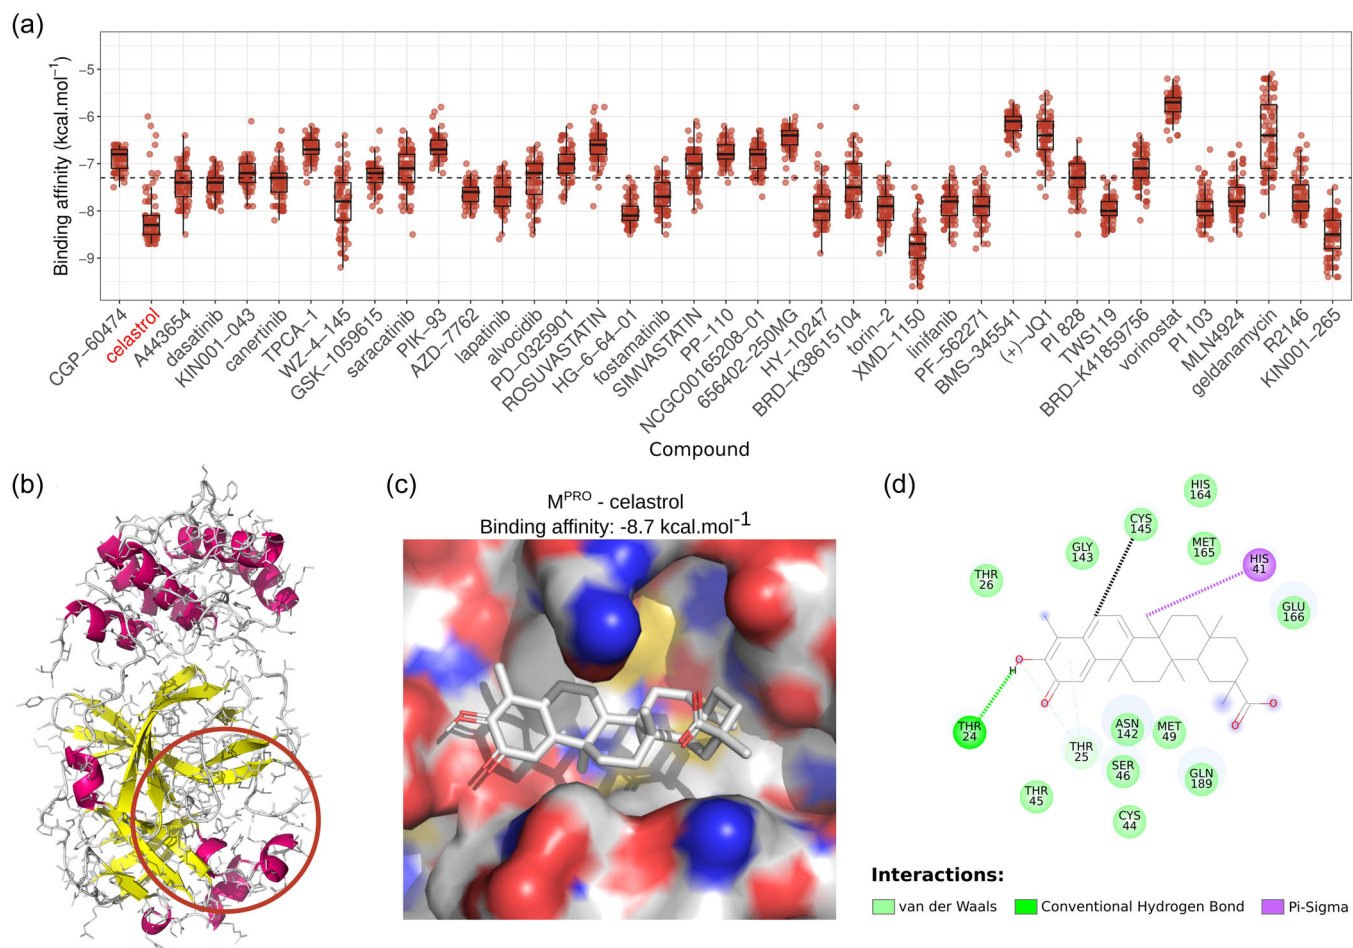 (a)
Binding affinity (kcal.mol⁻¹)
−5
−6
−7
−8
−9
CGP−60474
celastrol
A443654
dasatinib
KIN001−043
canertinib
TPCA−1
WZ−4−145
GSK−1059615
saracatinib
PIK−93
AZD−7762
lapatinib
alvocidib
PD−0325901
ROSUVASTATIN
HG−6−64−01
fostamatinib
SIMVASTATIN
PP−110
NCGC00165208−01
656402−250MG
HY−10247
BRD−K38615104
torin−2
XMD−1150
linifanib
PF−562271
BMS−345541
(+)−JQ1
PI 828
TWS119
BRD−K41859756
vorinostat
PI 103
MLN4924
geldanamycin
R2146
KIN001−265
Compound
(b)
(c)
M^PRO - celastrol
Binding affinity: -8.7 kcal.mol⁻¹
(d)
HIS
164
CYS
145
GLY
143
MET
165
HIS
41
THR
26
GLU
166
H
O
O
O
O
THR
24
THR
25
ASN
142
MET
49
SER
46
GLN
189
THR
45
CYS
44
Interactions:
van der Waals
Conventional Hydrogen Bond
Pi-Sigma